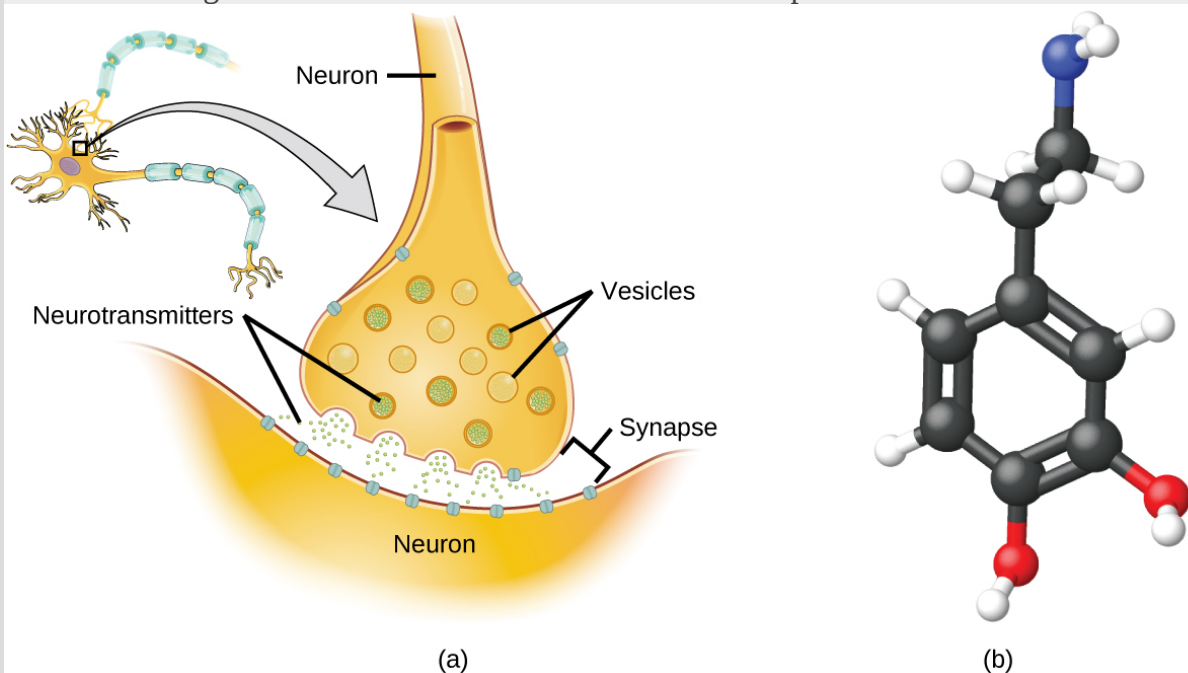 Neuron
Vesicles
Neurotransmitters
Synapse
Neuron
(a)
(b)